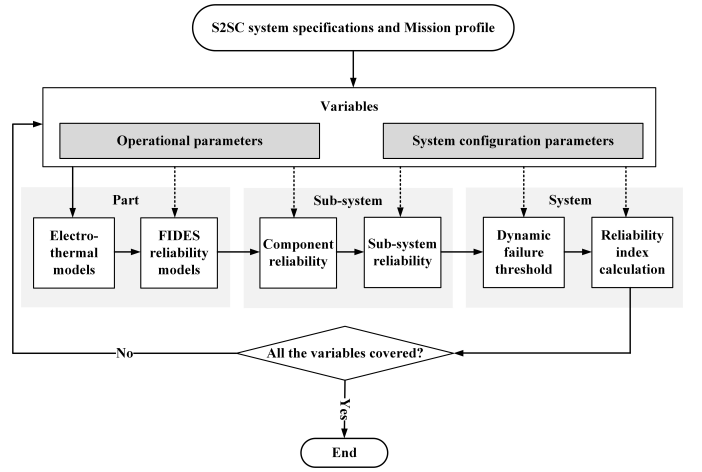 S2SC system specifications and Mission profile
Variables
Operational parameters
System configuration parameters
Part
Sub-system
System
Electro-
thermal
models
FIDES
reliability
models
Component
reliability
Sub-system
reliability
Dynamic
failure
threshold
Reliability
index
calculation
All the variables covered?
No
Yes
End